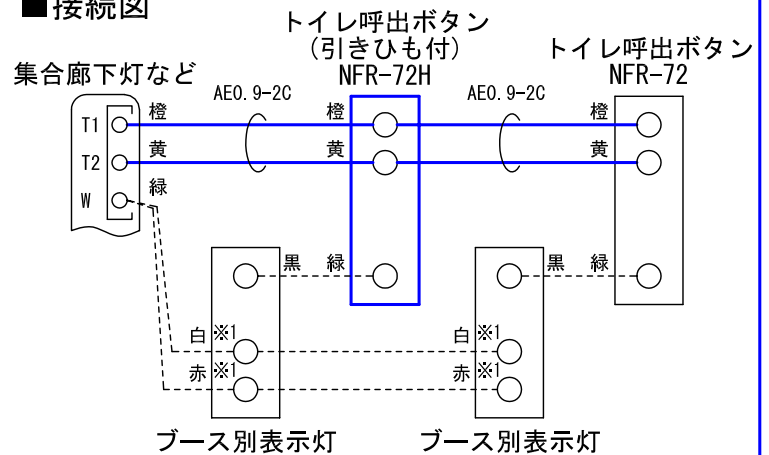 ■接続図
トイレ呼出ボタン
(引きひも付)
NFR-72H
トイレ呼出ボタン
NFR-72
集合廊下灯など
AE0.9-2C
AE0.9-2C
T1 橙 橙 橙
T2 黄 黄 黄
W 緑
黒 緑 黒 緑
白 ※1 白 ※1
赤 ※1 赤 ※1
ブース別表示灯 ブース別表示灯